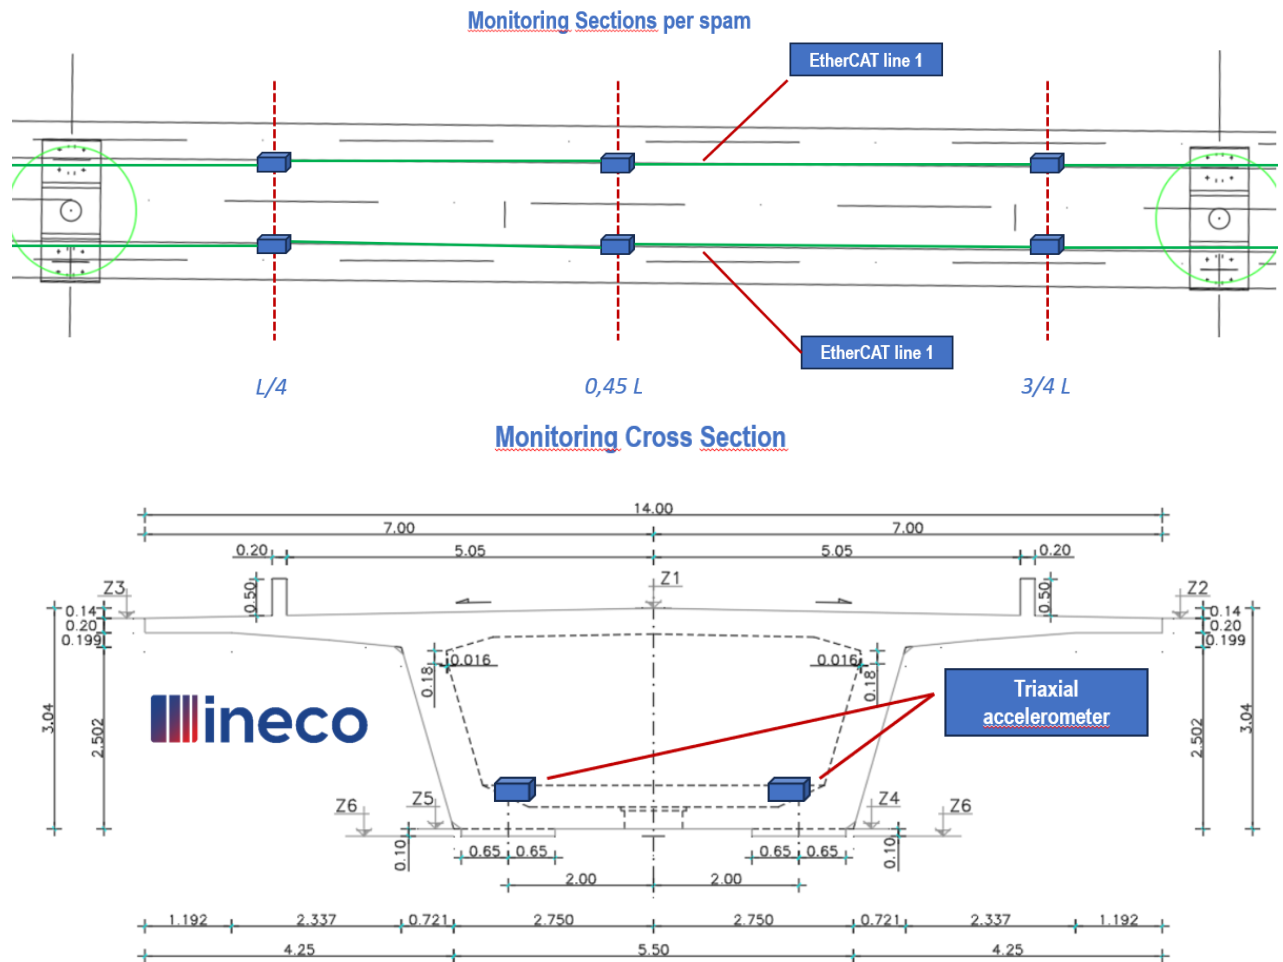 Monitoring Sections per spam
EtherCAT line 1
EtherCAT line 1
L/4
0,45 L
3/4 L
Monitoring Cross Section
14.00
7.00
7.00
0.20
5.05
5.05
0.20
Z3
0.50
Z1
0.50
Z2
0.14
0.20
0.199
0.14
0.20
0.199
0.016
0.18
0.016
0.18
3.04
2.502
ineco
Triaxial
accelerometer
2.502
3.04
Z6
Z5
Z4
Z6
0.10
0.65
0.65
0.65
0.65
0.10
2.00
2.00
1.192
2.337
0.721
2.750
2.750
0.721
2.337
1.192
4.25
5.50
4.25